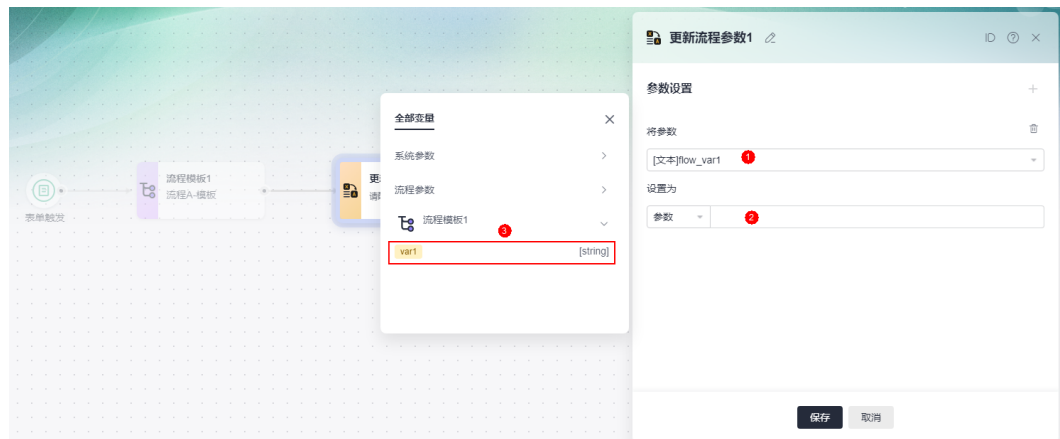 更新流程参数1
ID
参数设置
将参数
[文本]flow_var1
1
设置为
参数
2
保存
取消
全部变量
系统参数
流程参数
流程模板1
3
var1
[string]
表单触发
流程模板1
流程A-模板
更
请